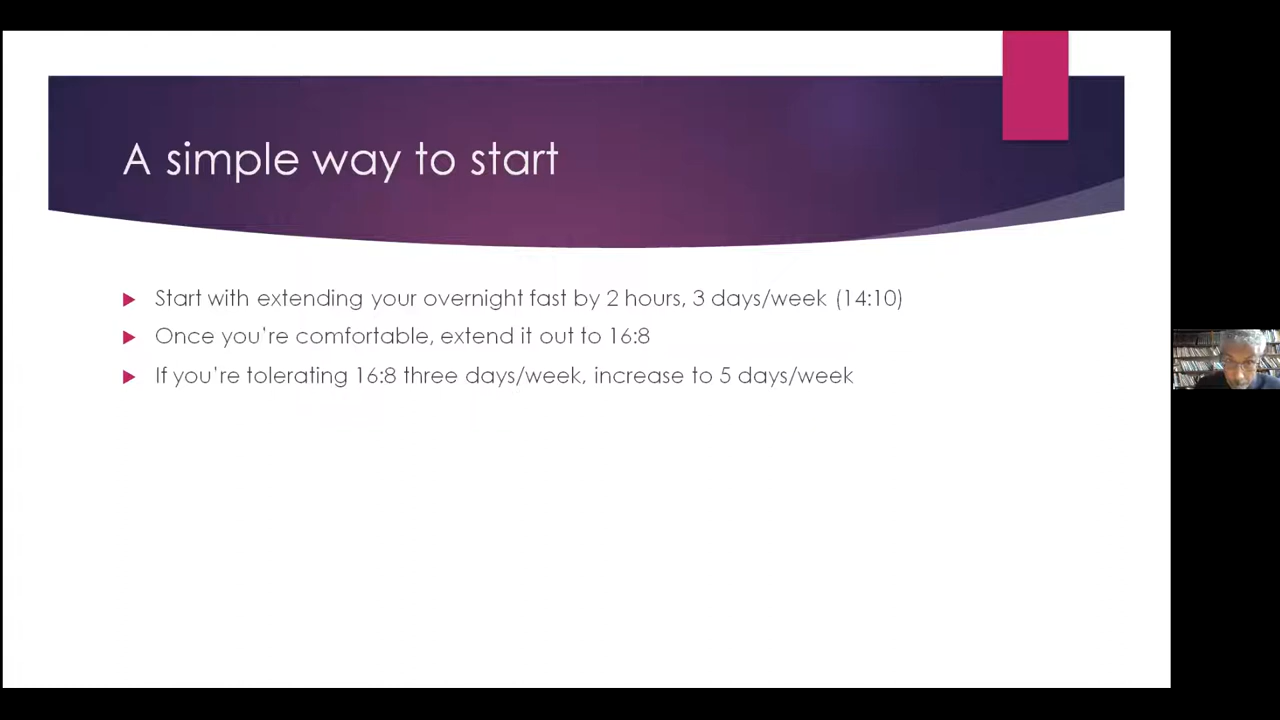 A simple way to start
Start with extending your overnight fast by 2 hours, 3 days/week (14:10)
Once you're comfortable, extend it out to 16:8
If you're tolerating 16:8 three days/week, increase to 5 days/week